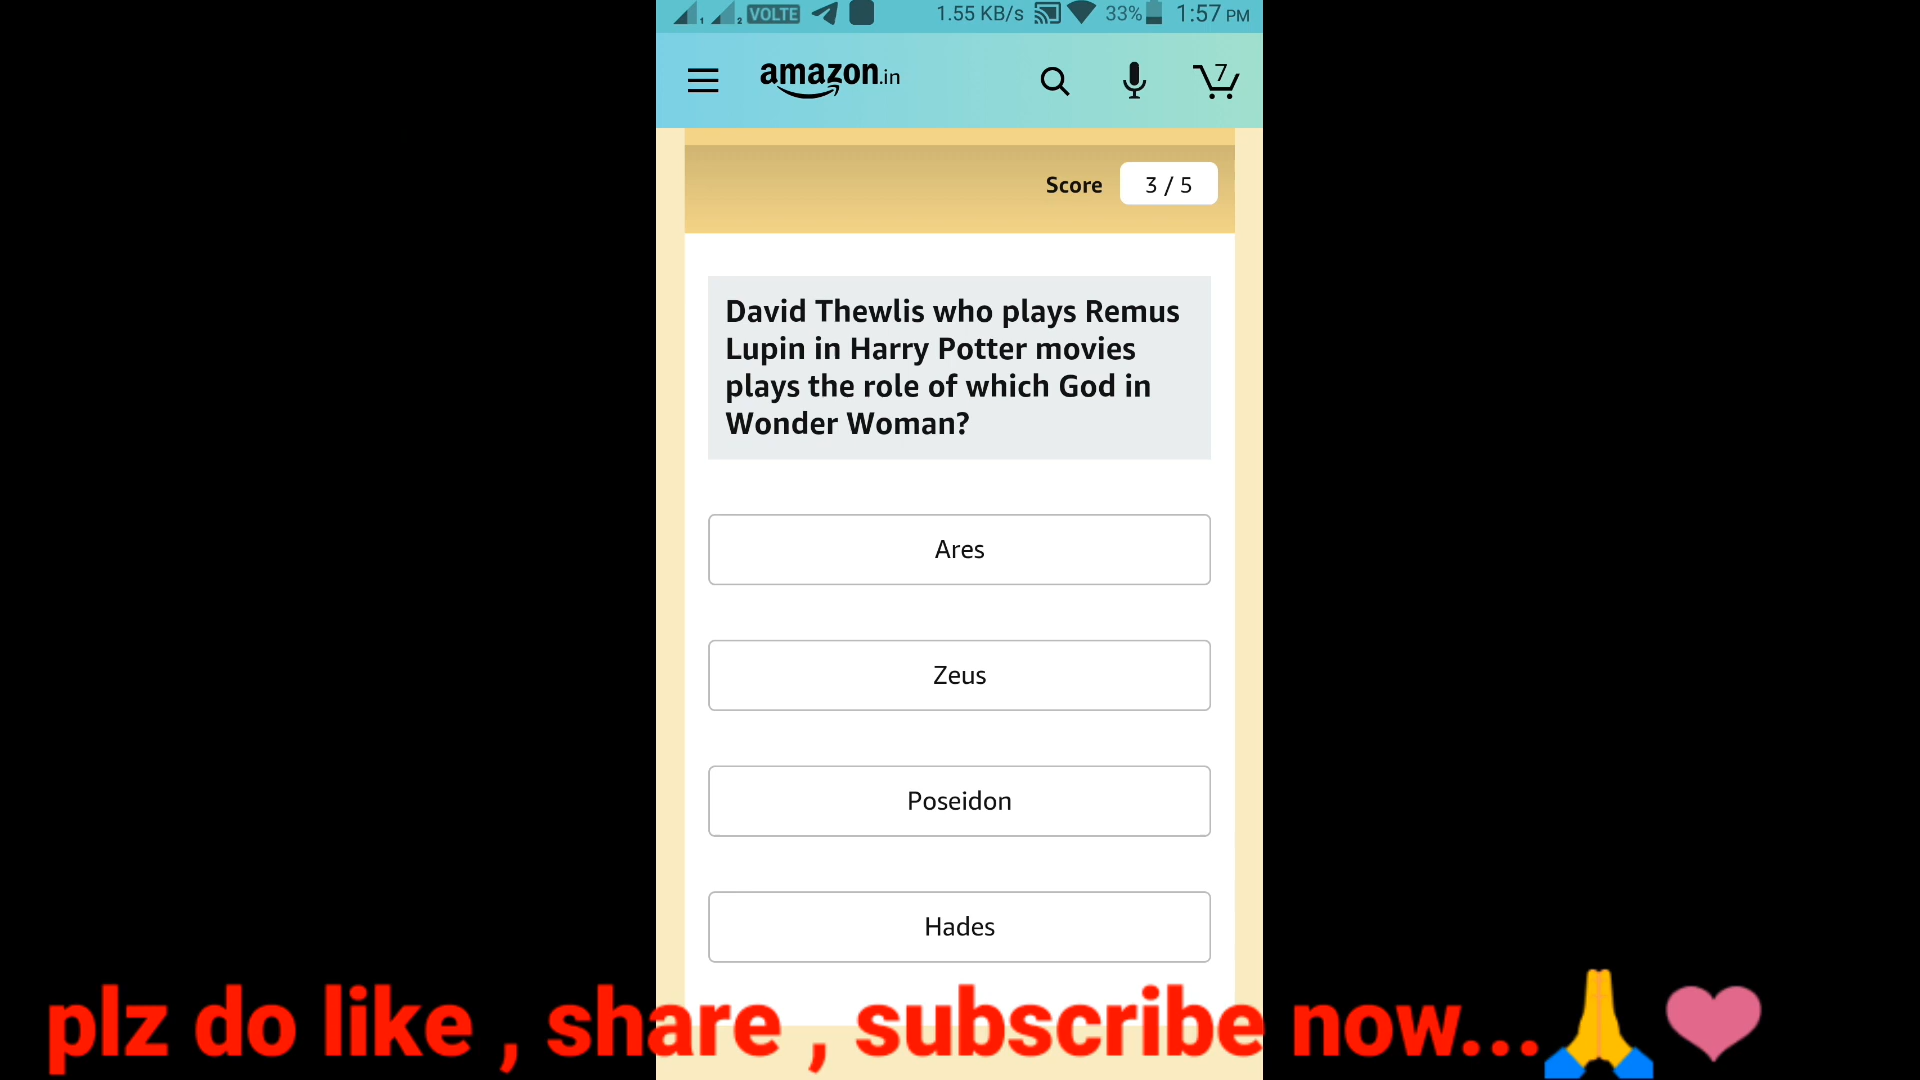 1 2 VOLTE 1.55 KB/s 33% 1:57 PM
amazon.in 7
Score 3 / 5
David Thewlis who plays Remus
Lupin in Harry Potter movies
plays the role of which God in
Wonder Woman?
Ares
Zeus
Poseidon
Hades
plz do like , share , subscribe now...🙏❤